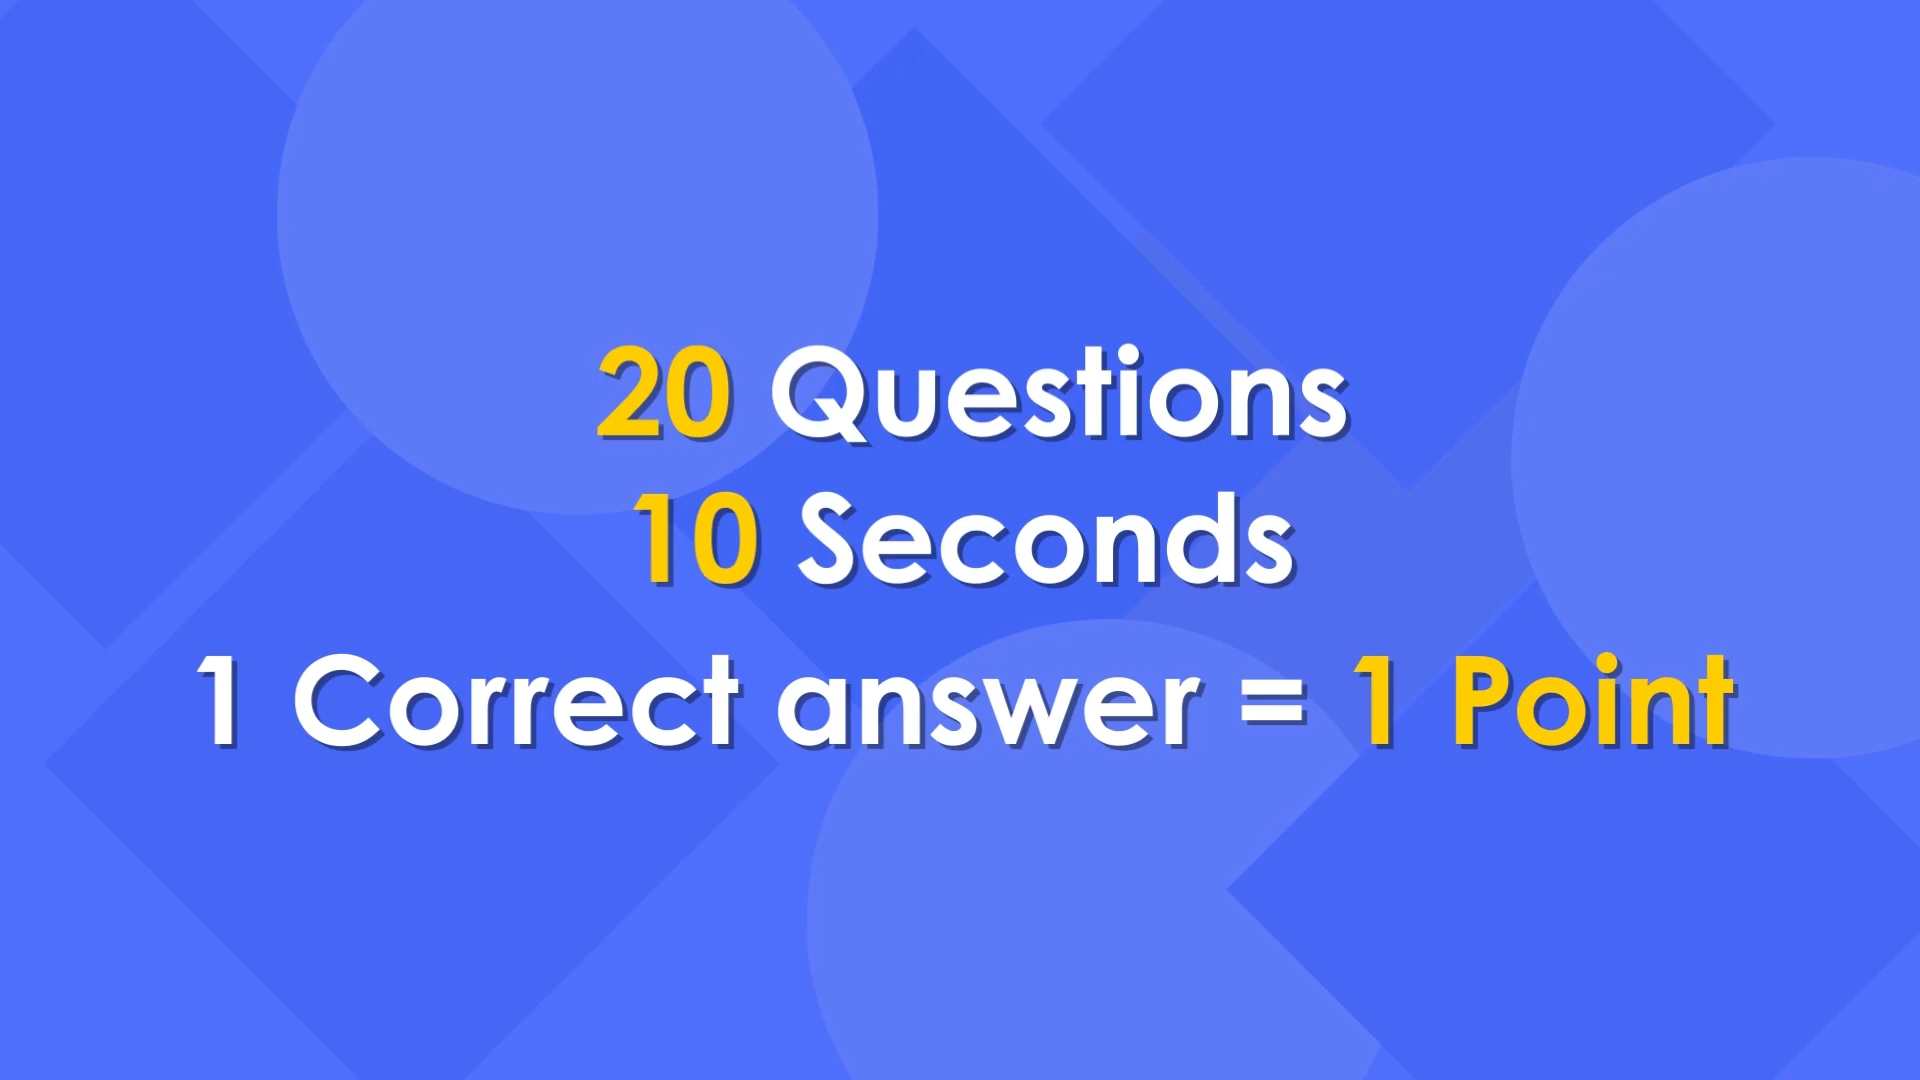 20 Questions
10 Seconds
1 Correct answer = 1 Point